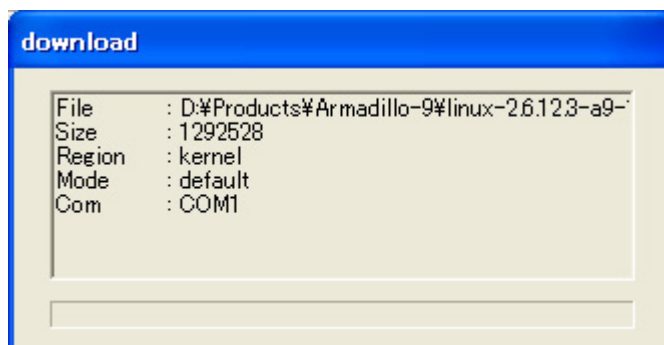 download
File : D:¥Products¥Armadillo-9¥linux-2.6.12.3-a9-
Size : 1292528
Region : kernel
Mode : default
Com : COM1